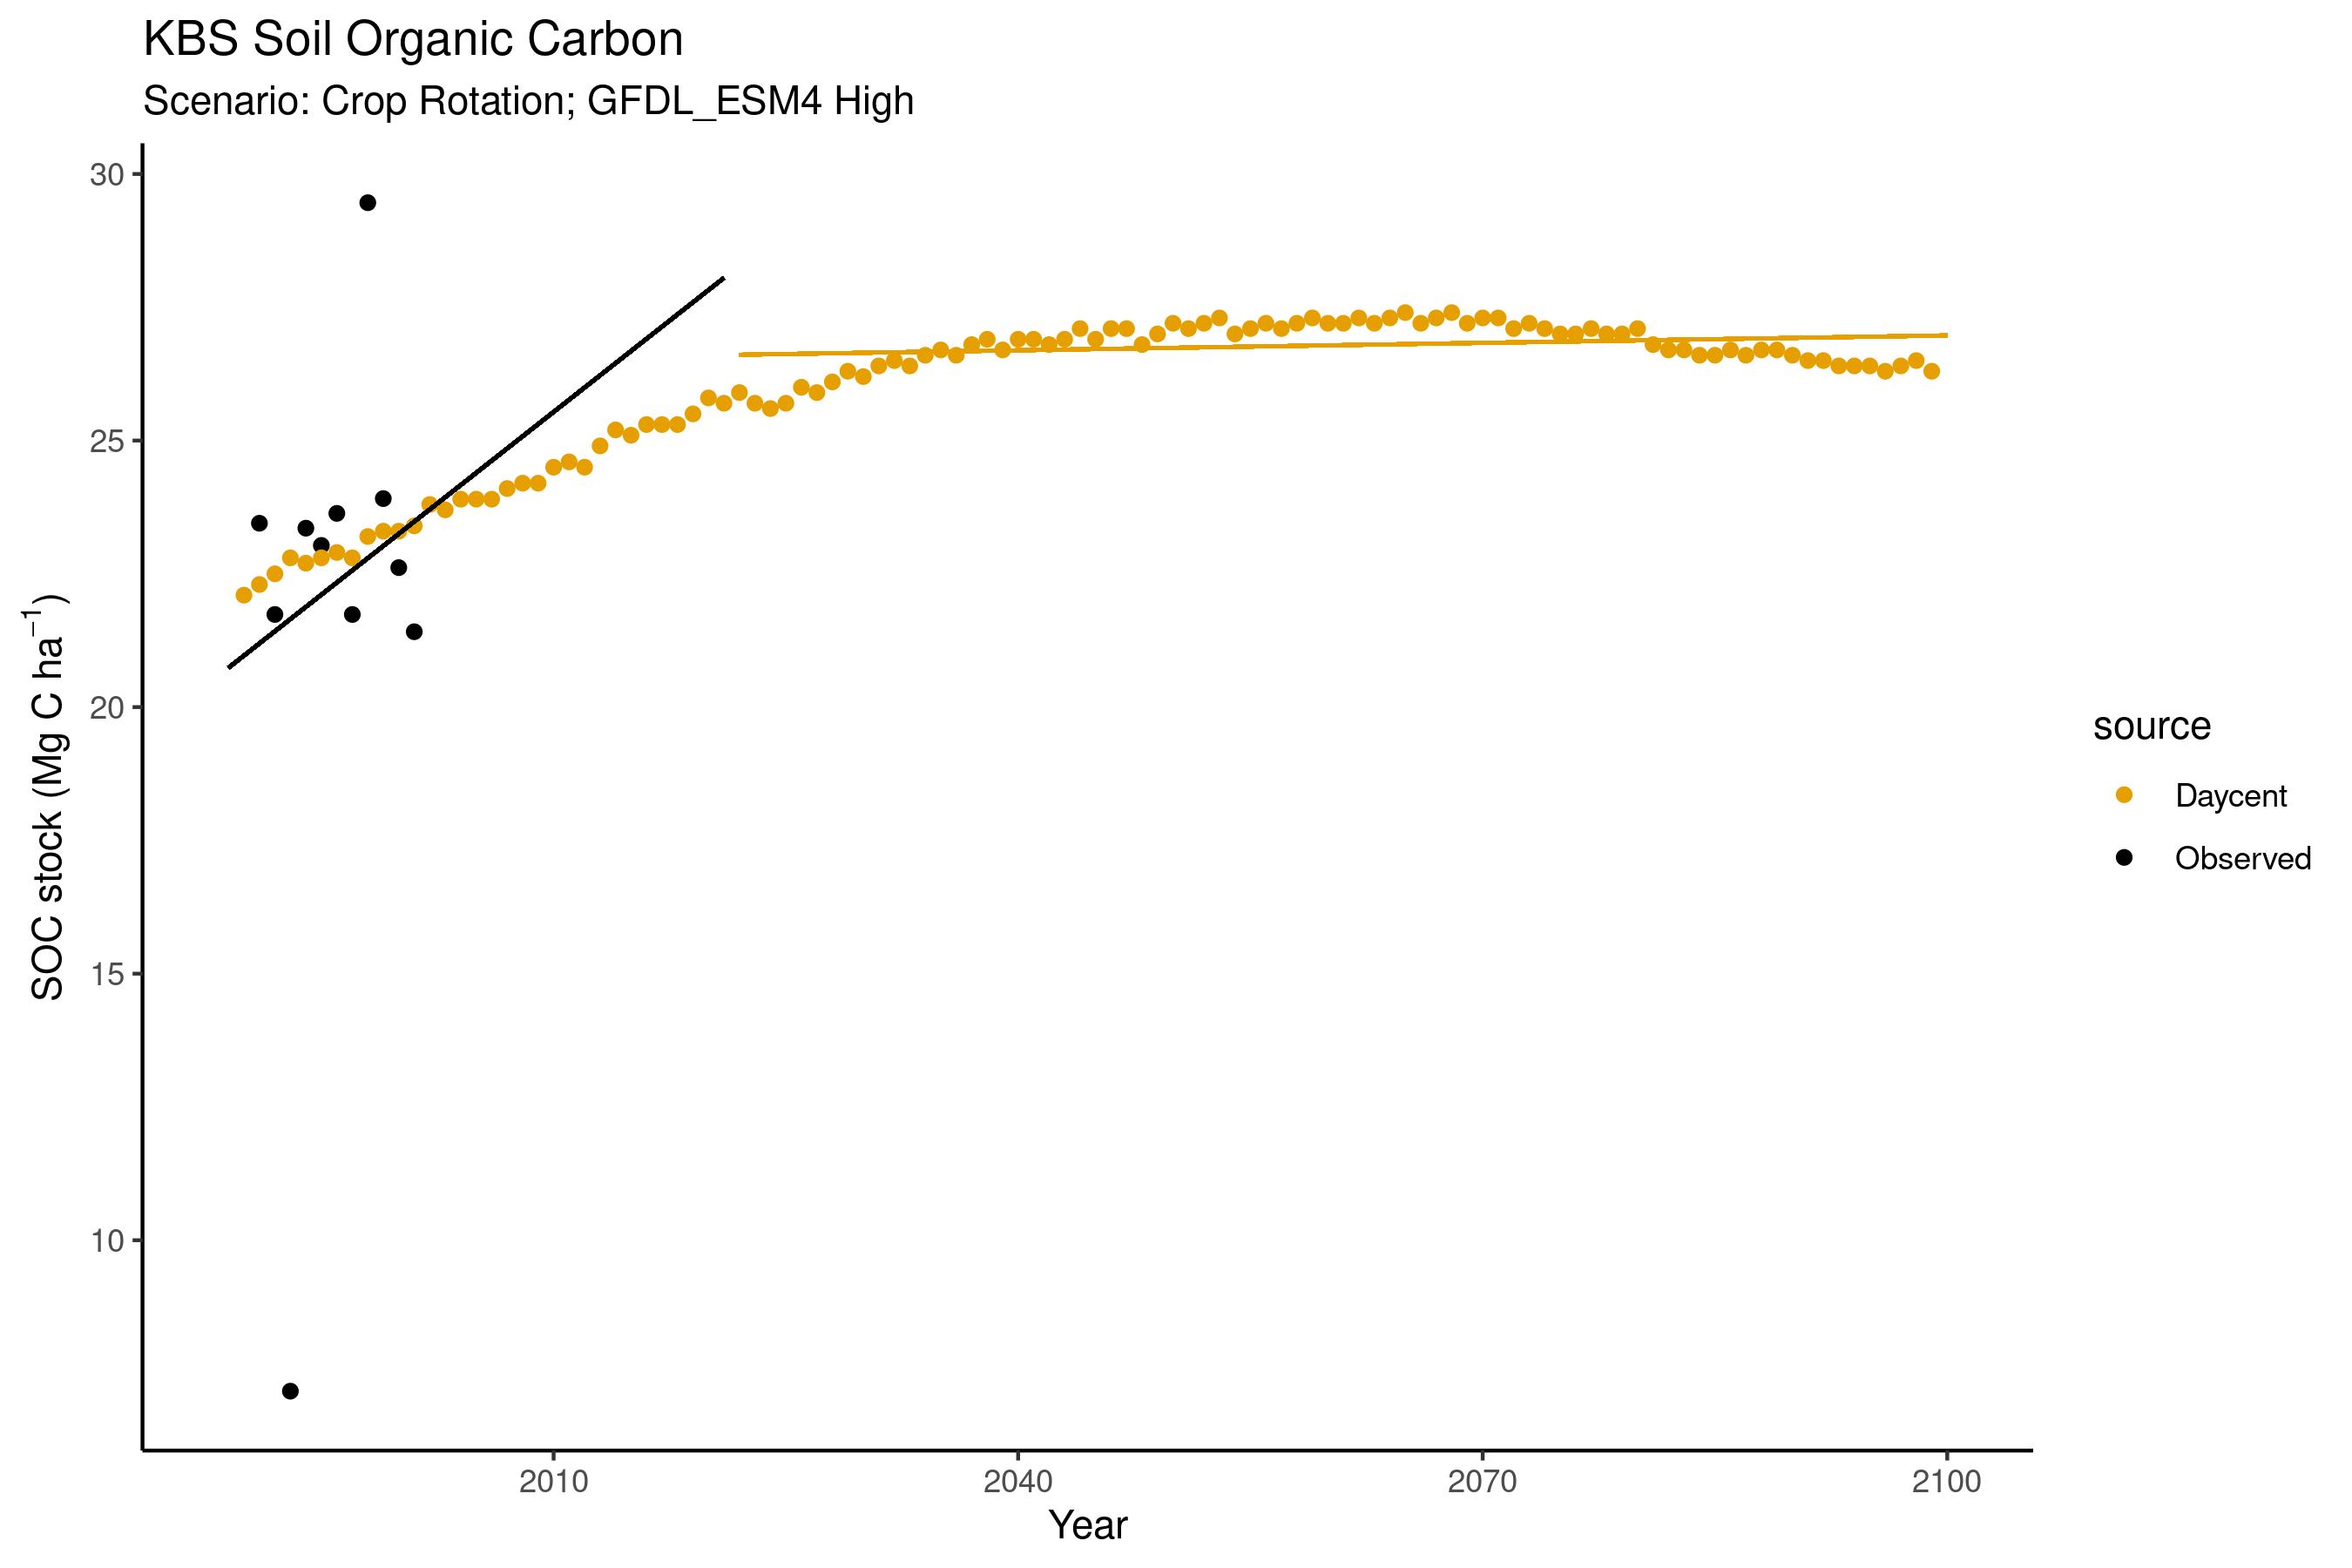 KBS Soil Organic Carbon
Scenario: Crop Rotation; GFDL_ESM4 High
SOC stock (Mg C ha⁻¹)
30
25
20
15
10
2010 2040 2070 2100
Year
source
Daycent
Observed